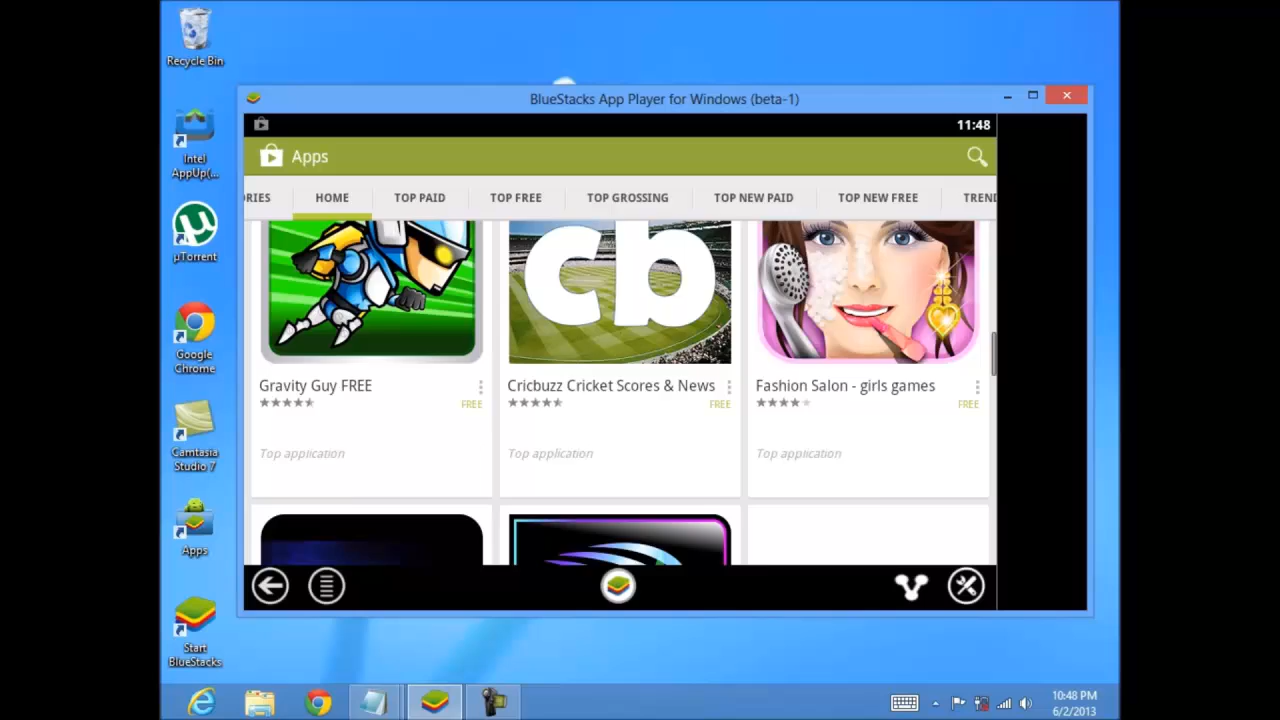 Recycle Bin
Intel
AppUp(...
µTorrent
Google
Chrome
Camtasia
Studio 7
Apps
Start
BlueStacks
BlueStacks App Player for Windows (beta-1)
11:48
Apps
RIES HOME TOP PAID TOP FREE TOP GROSSING TOP NEW PAID TOP NEW FREE TREN
cb
Gravity Guy FREE
FREE
Top application
Cricbuzz Cricket Scores & News
FREE
Top application
Fashion Salon - girls games
FREE
Top application
10:48 PM
6/2/2013